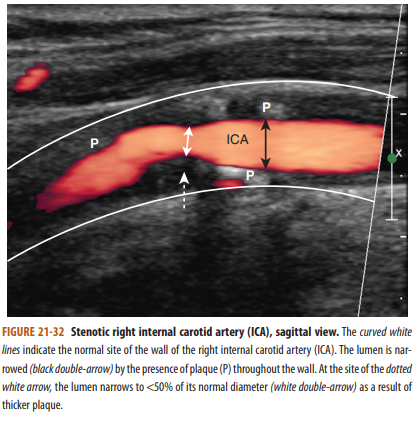 P
P
ICA
P
X
FIGURE 21-32 Stenotic right internal carotid artery (ICA), sagittal view. The curved white
lines indicate the normal site of the wall of the right internal carotid artery (ICA). The lumen is nar-
rowed (black double-arrow) by the presence of plaque (P) throughout the wall. At the site of the dotted
white arrow, the lumen narrows to <50% of its normal diameter (white double-arrow) as a result of
thicker plaque.